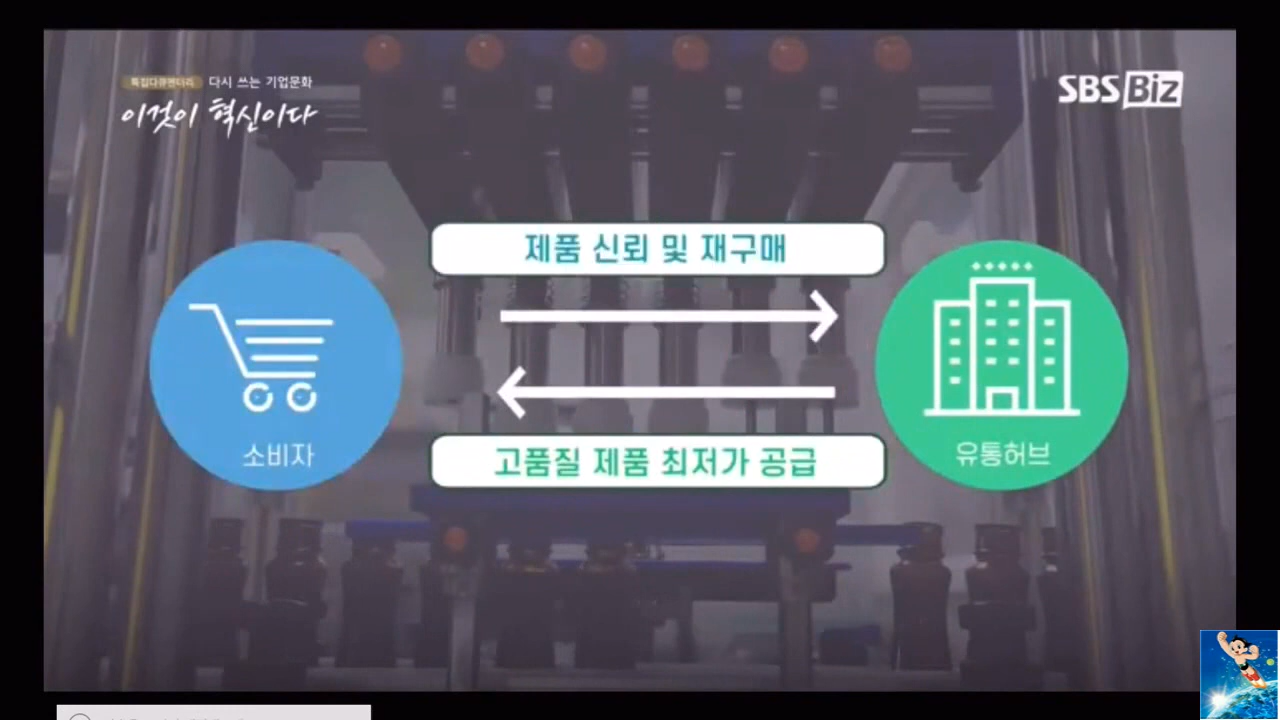 특집다큐멘터리 다시 쓰는 기업문화
이것이 혁신이다
SBS Biz
제품 신뢰 및 재구매
소비자
유통허브
고품질 제품 최저가 공급